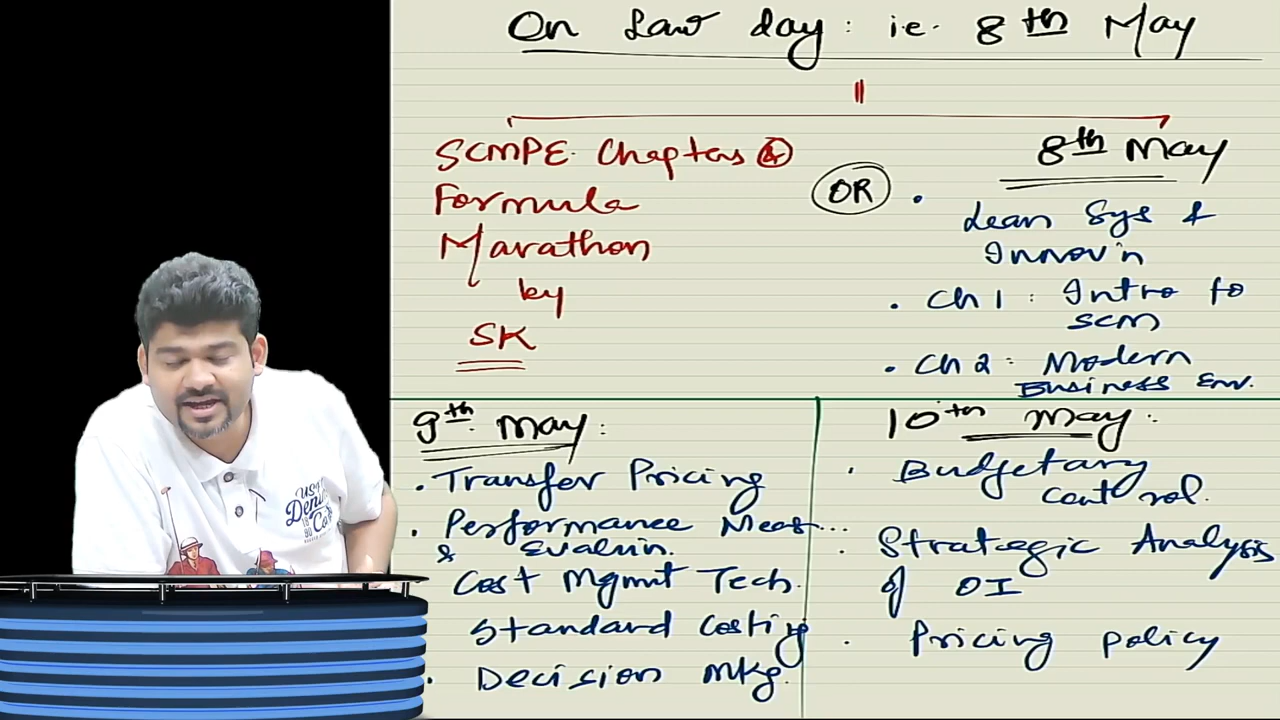 On Law day: ie. 8th May
SCMPE Chapters &
Formula
Marathon
by
SK
OR
8th May
• Lean Sys &
Innov'n
• Ch 1 : Intro to
SCM
• Ch 2 : Modern
Business Env.
9th May:
• Transfer Pricing
• Performance Meas...
& Evalu'n.
Cost Mgmt Tech.
Standard Costing
• Decision Mkg.
10th May:
• Budgetary
control.
• Strategic Analysis
of OI
• Pricing policy